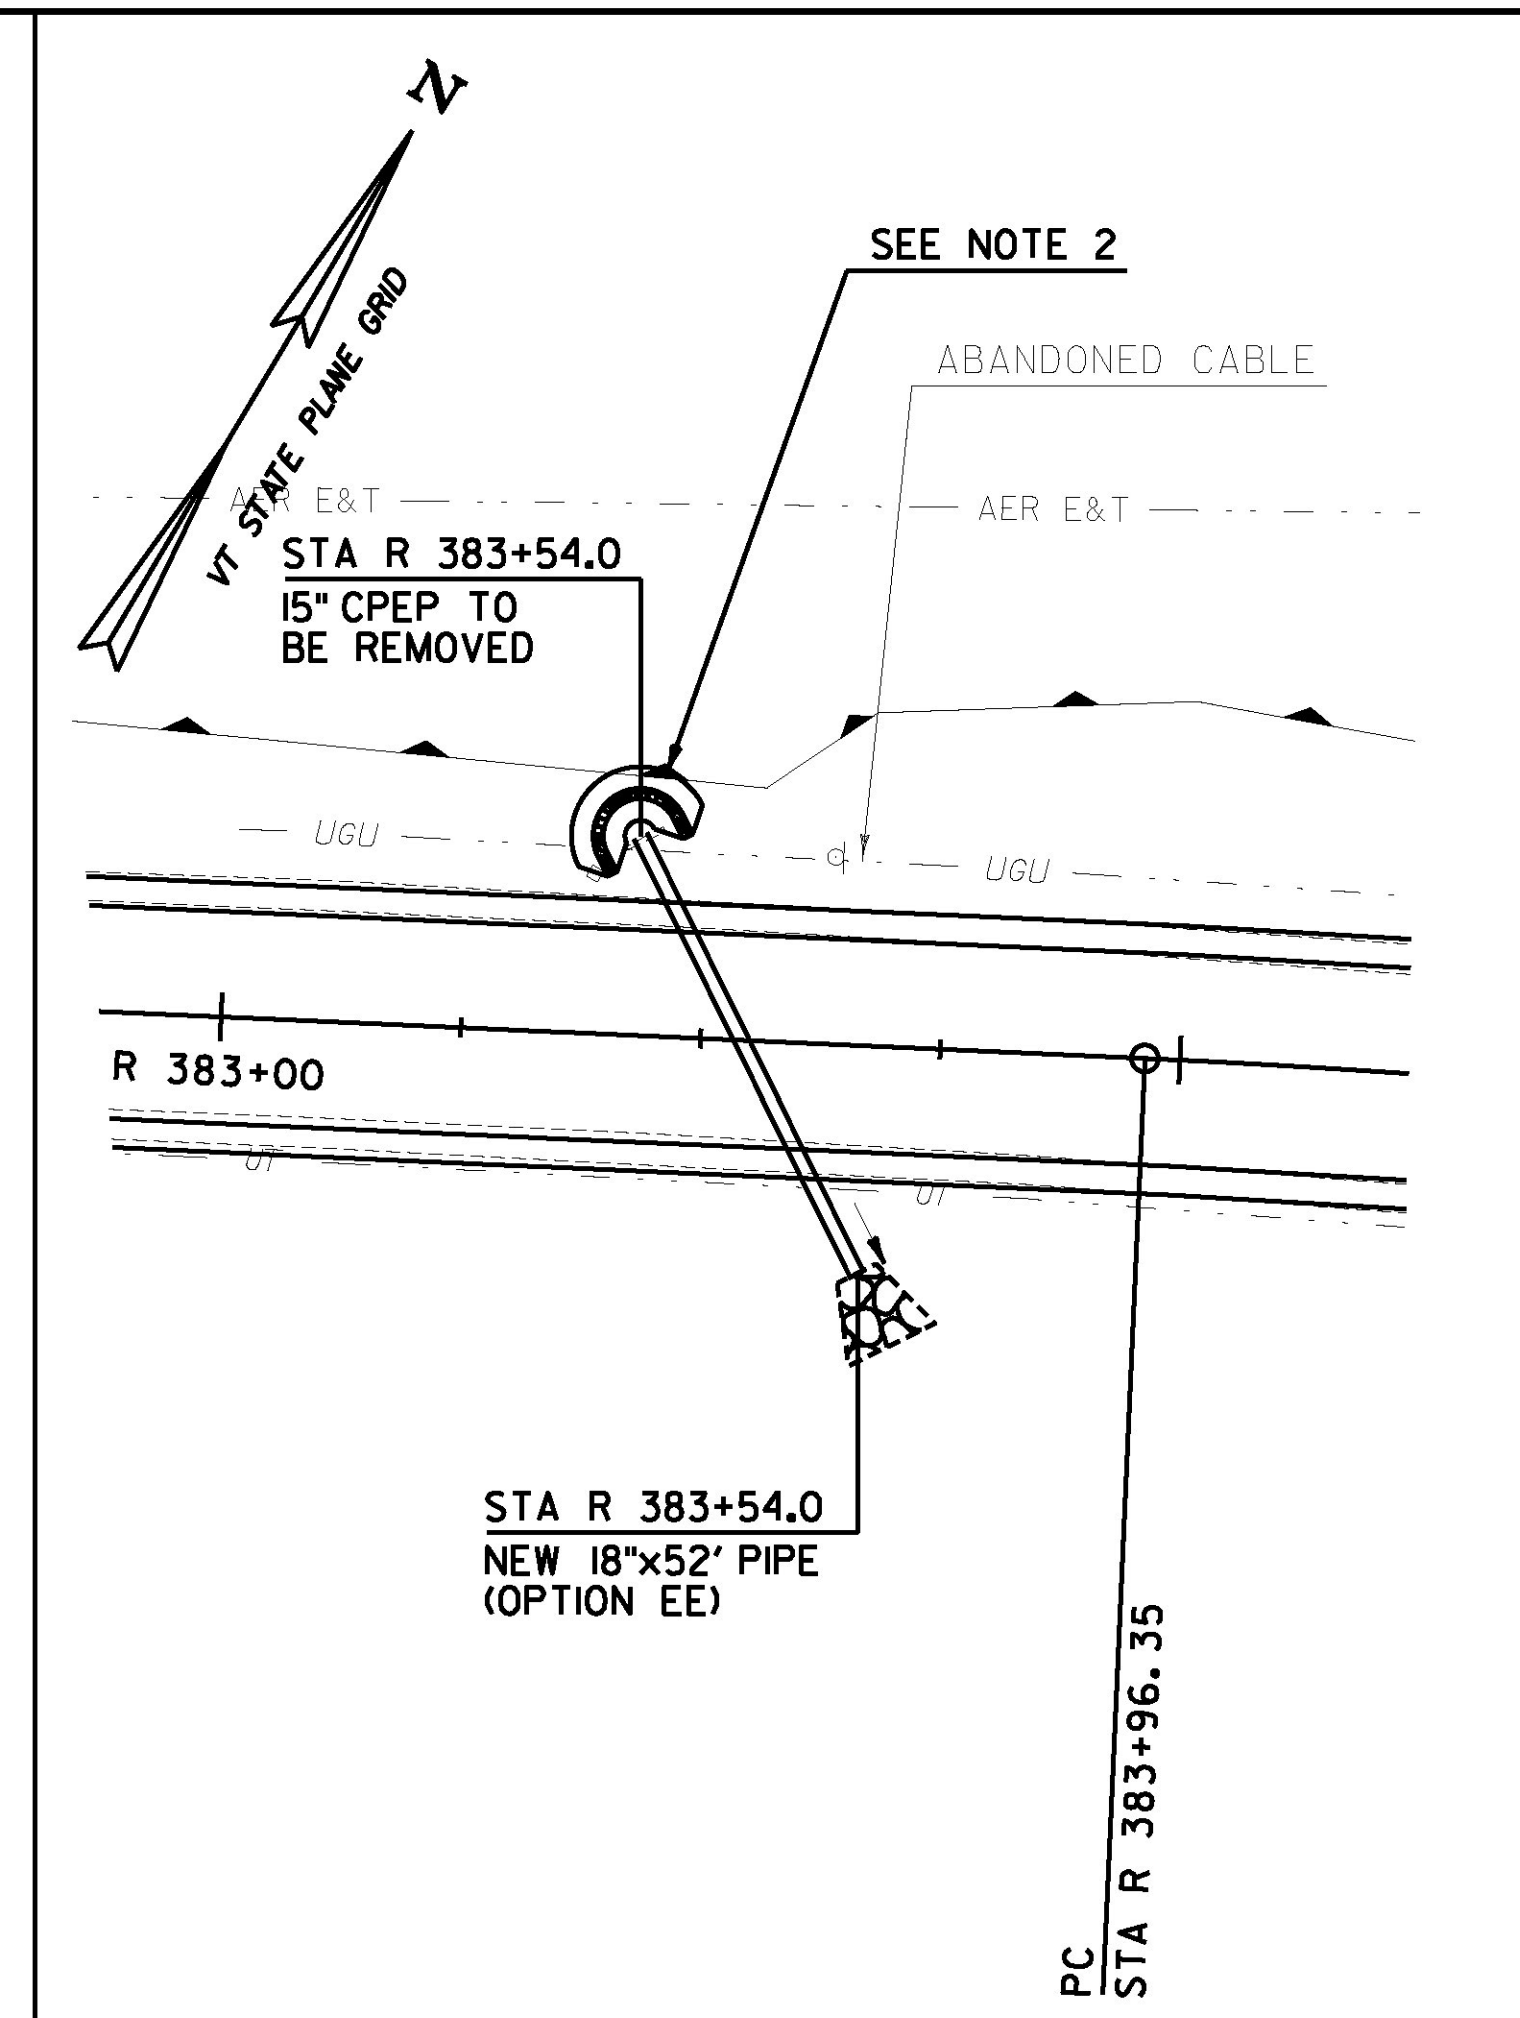 N
VT STATE PLANE GRID
SEE NOTE 2
ABANDONED CABLE
AER E&T
AER E&T
STA R 383+54.0
15" CPEP TO
BE REMOVED
UGU
UGU
R 383+00
UT
UT
STA R 383+54.0
NEW 18"x52' PIPE
(OPTION EE)
PC
STA R 383+96.35